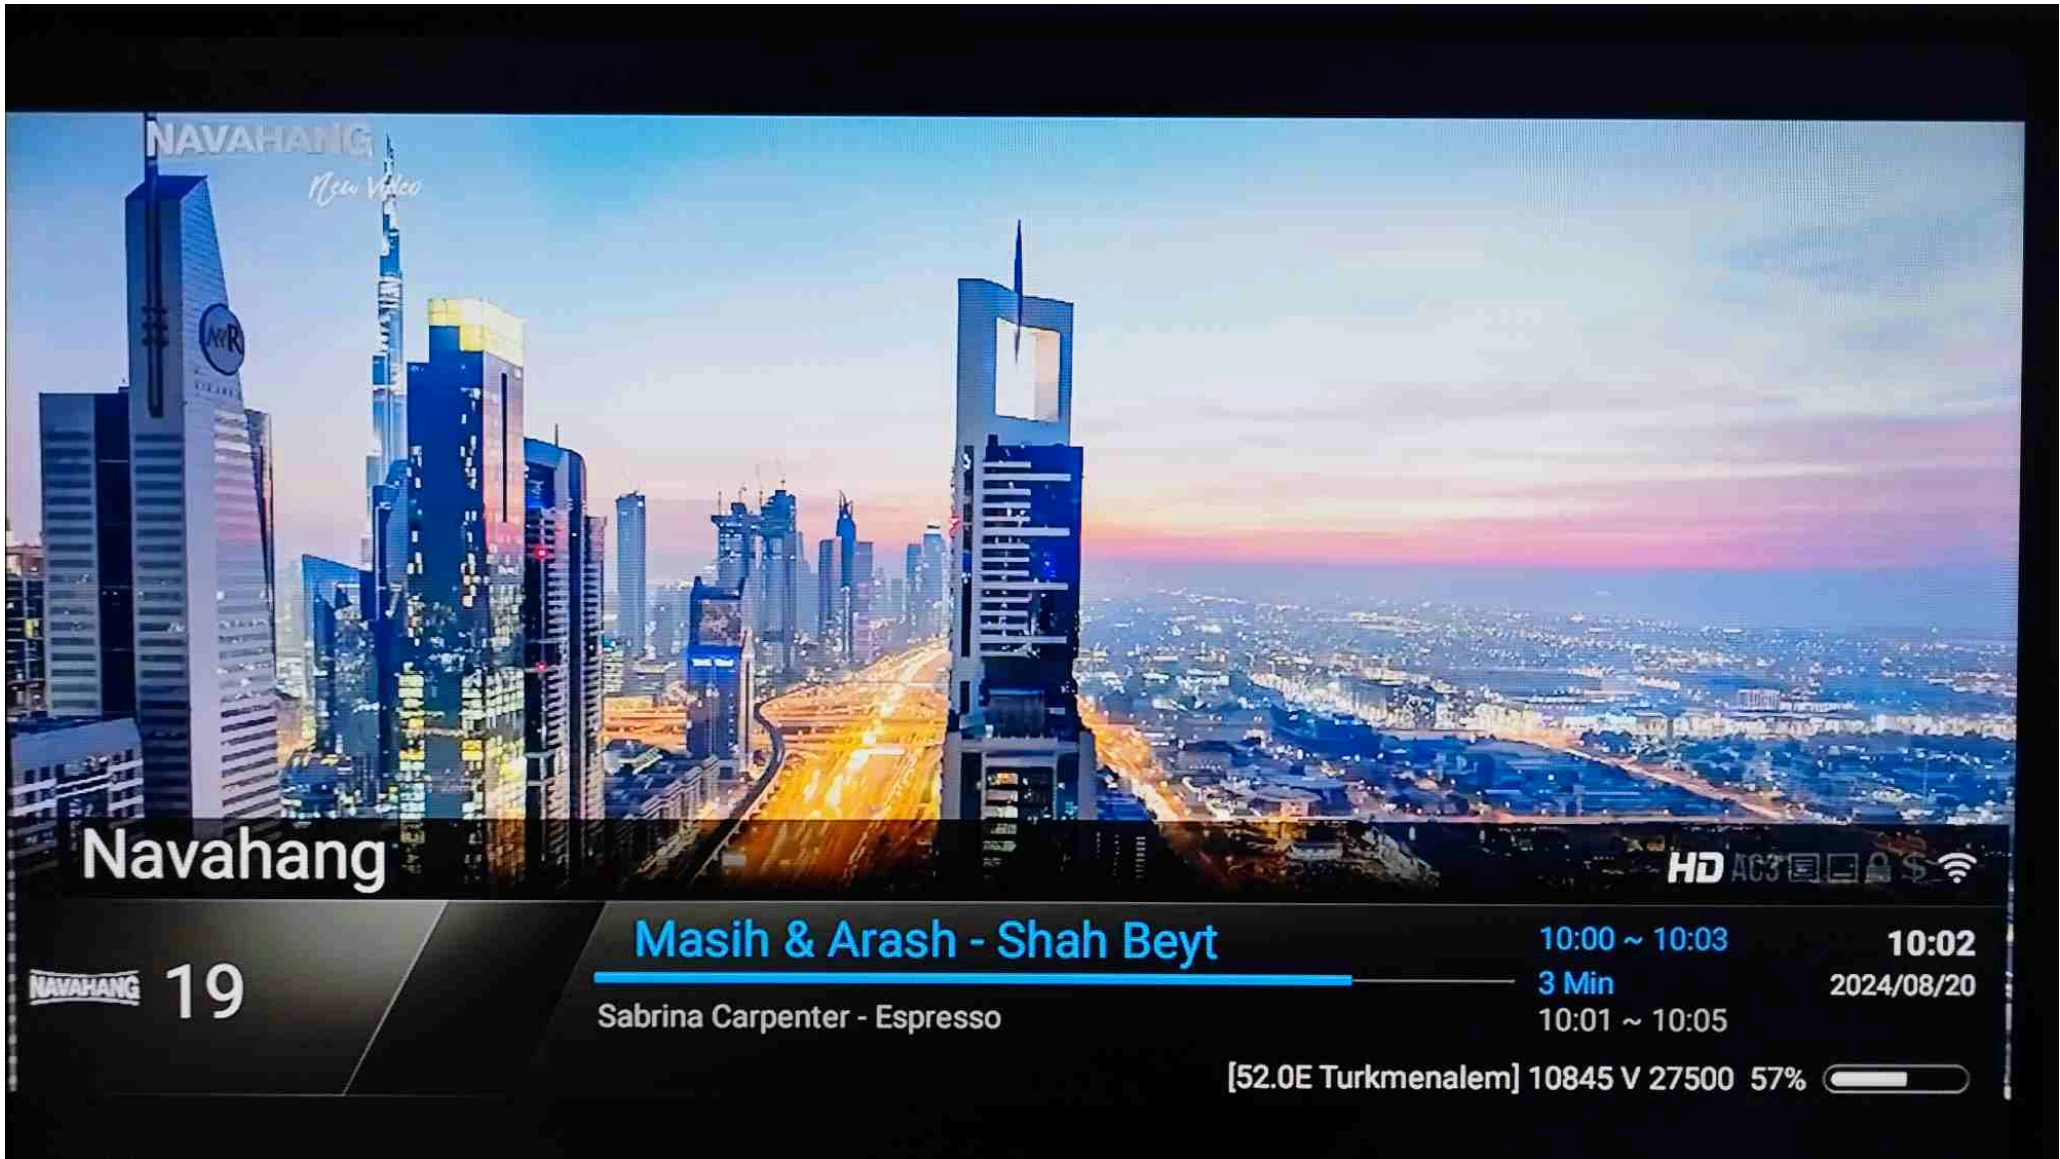 NAVAHANG
New Video
Navahang
HD AC3 $
NAVAHANG 19
Masih & Arash - Shah Beyt
10:00 ~ 10:03
10:02
3 Min
2024/08/20
Sabrina Carpenter - Espresso
10:01 ~ 10:05
[52.0E Turkmenalem] 10845 V 27500 57%